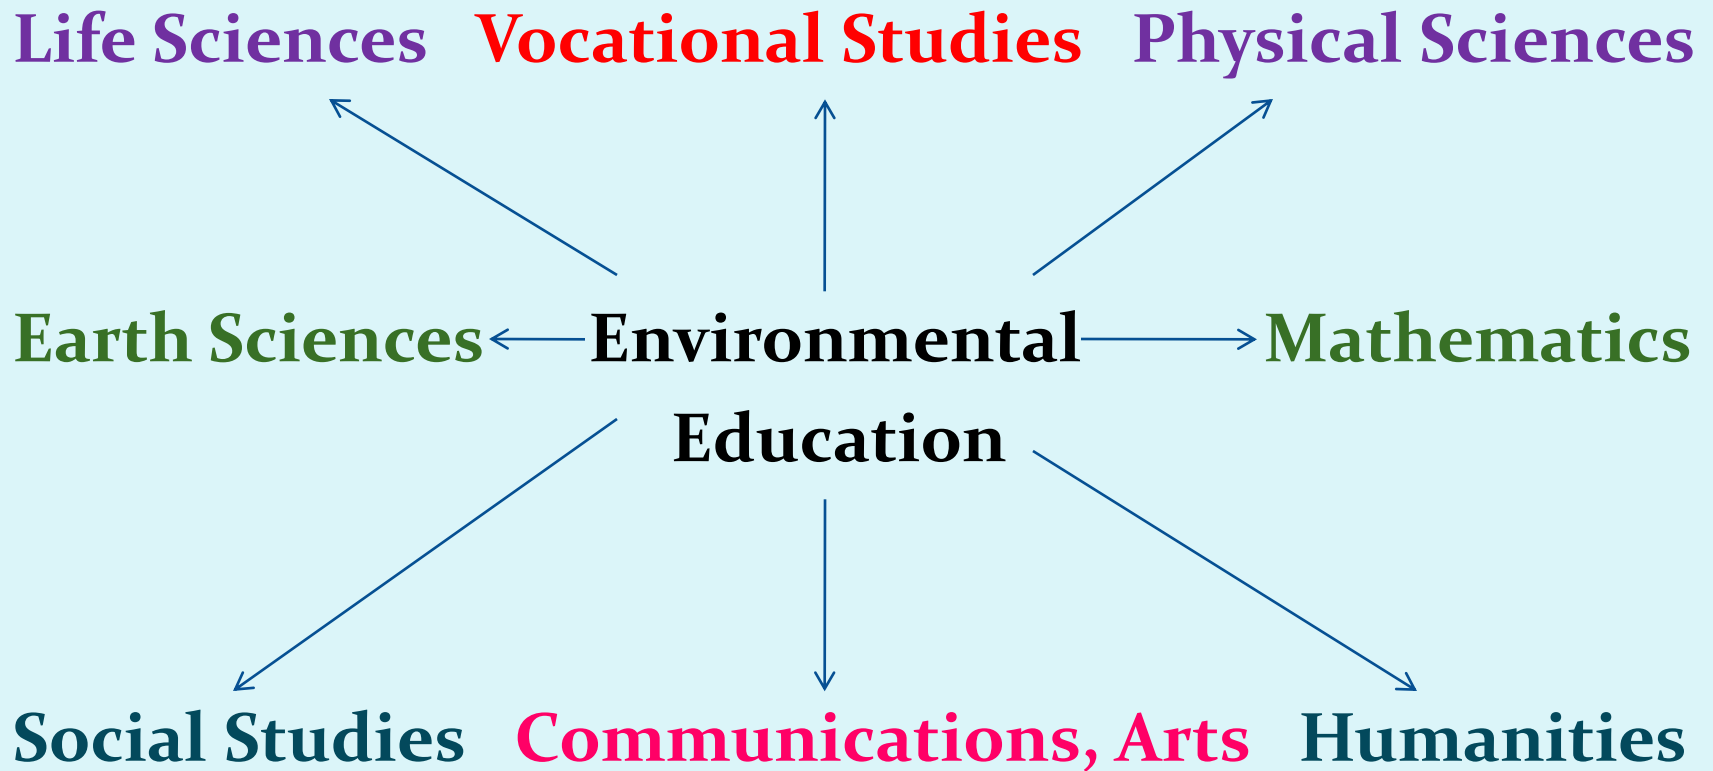 Life Sciences Vocational Studies Physical Sciences
Earth Sciences Environmental Mathematics
Education
Social Studies Communications, Arts Humanities